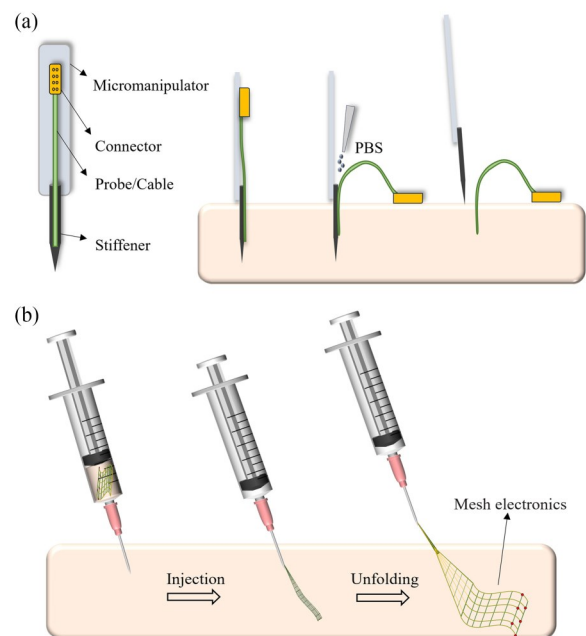 (a)
Micromanipulator
Connector
Probe/Cable
Stiffener
PBS
(b)
Mesh electronics
Injection
Unfolding